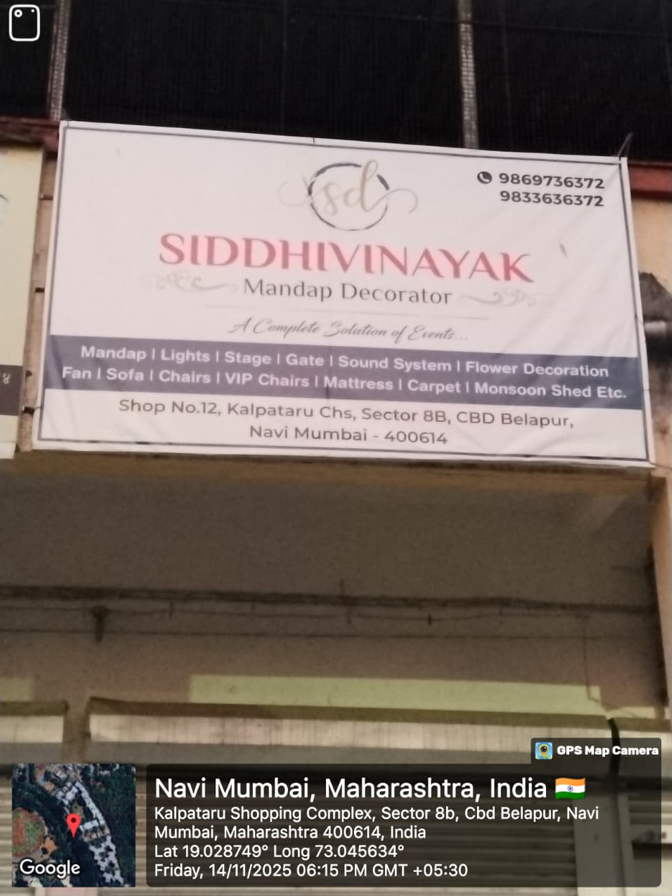 sd
9869736372
9833636372
SIDDHIVINAYAK
Mandap Decorator
A Complete Solution of Events...
Mandap | Lights | Stage | Gate | Sound System | Flower Decoration
Fan | Sofa | Chairs | VIP Chairs | Mattress | Carpet | Monsoon Shed Etc.
Shop No.12, Kalpataru Chs, Sector 8B, CBD Belapur,
Navi Mumbai - 400614
GPS Map Camera
Navi Mumbai, Maharashtra, India
Kalpataru Shopping Complex, Sector 8b, Cbd Belapur, Navi
Mumbai, Maharashtra 400614, India
Lat 19.028749° Long 73.045634°
Friday, 14/11/2025 06:15 PM GMT +05:30
Google